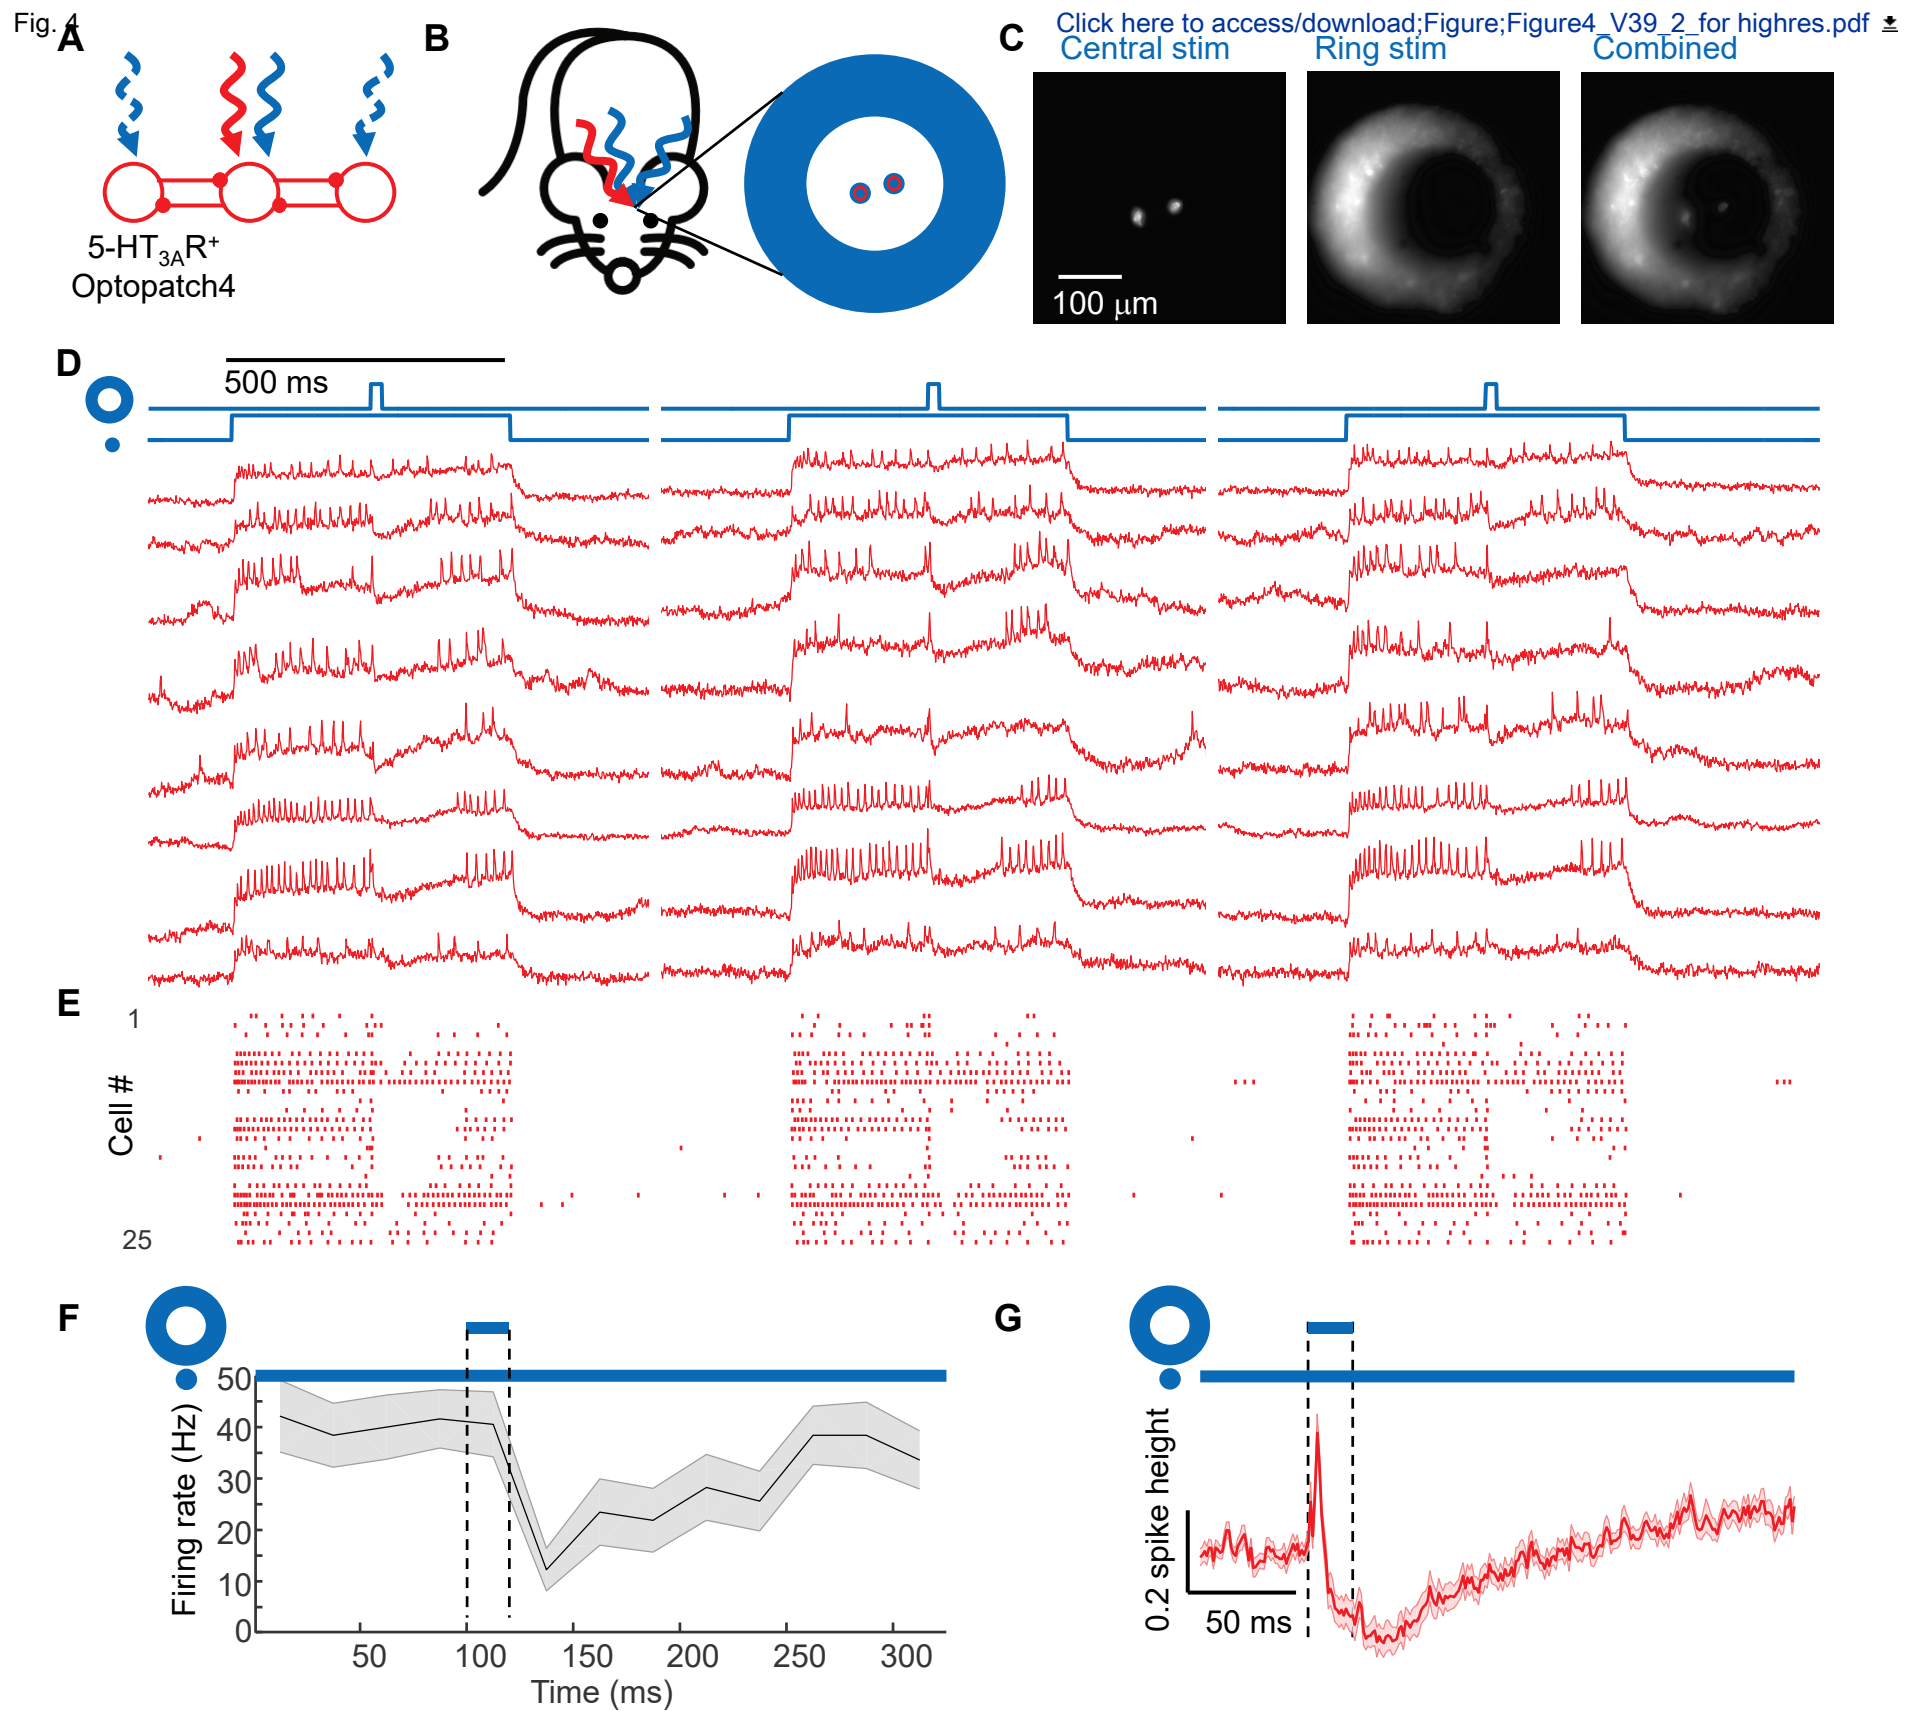 Fig. 4
Click here to access/download;Figure;Figure4_V39_2_for highres.pdf
A
B
C
Central stim
Ring stim
Combined
5-HT3AR+
Optopatch4
100 μm
D
500 ms
E
1
Cell #
25
F
50
40
30
20
10
0
Firing rate (Hz)
50
100
150
200
250
300
Time (ms)
G
0.2 spike height
50 ms